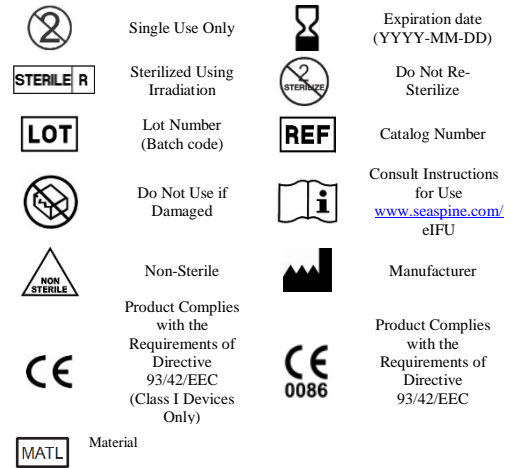 2
Single Use Only
Expiration date
(YYYY-MM-DD)
STERILE R
Sterilized Using
Irradiation
2
STERILIZE
Do Not Re-
Sterilize
LOT
Lot Number
(Batch code)
REF
Catalog Number
Do Not Use if
Damaged
i
Consult Instructions
for Use
www.seaspine.com/
eIFU
NON
STERILE
Non-Sterile
Manufacturer
CE
Product Complies
with the
Requirements of
Directive
93/42/EEC
(Class I Devices
Only)
CE
0086
Product Complies
with the
Requirements of
Directive
93/42/EEC
MATL
Material